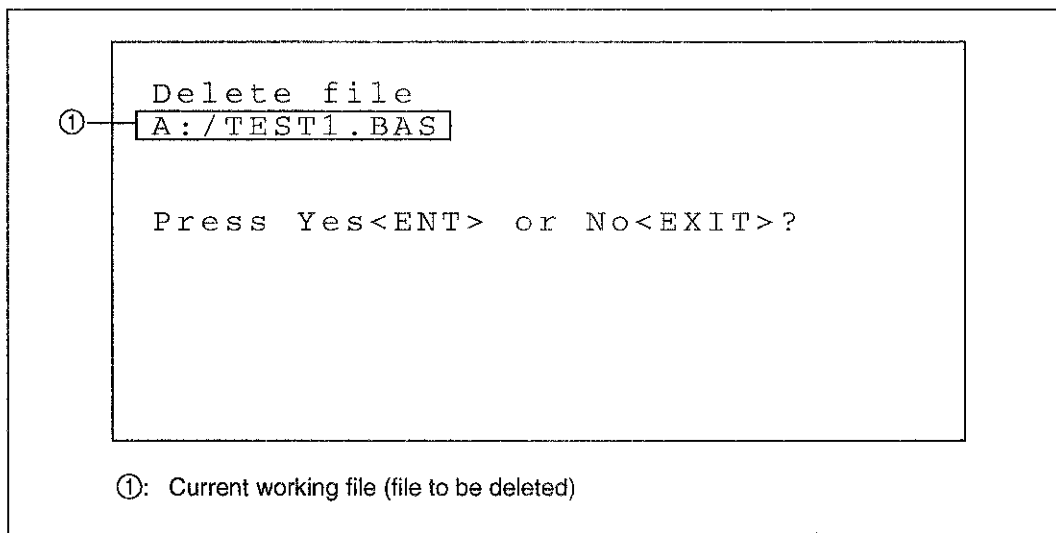 Delete file
① A:/TEST1.BAS
Press Yes<ENT> or No<EXIT>?
①: Current working file (file to be deleted)